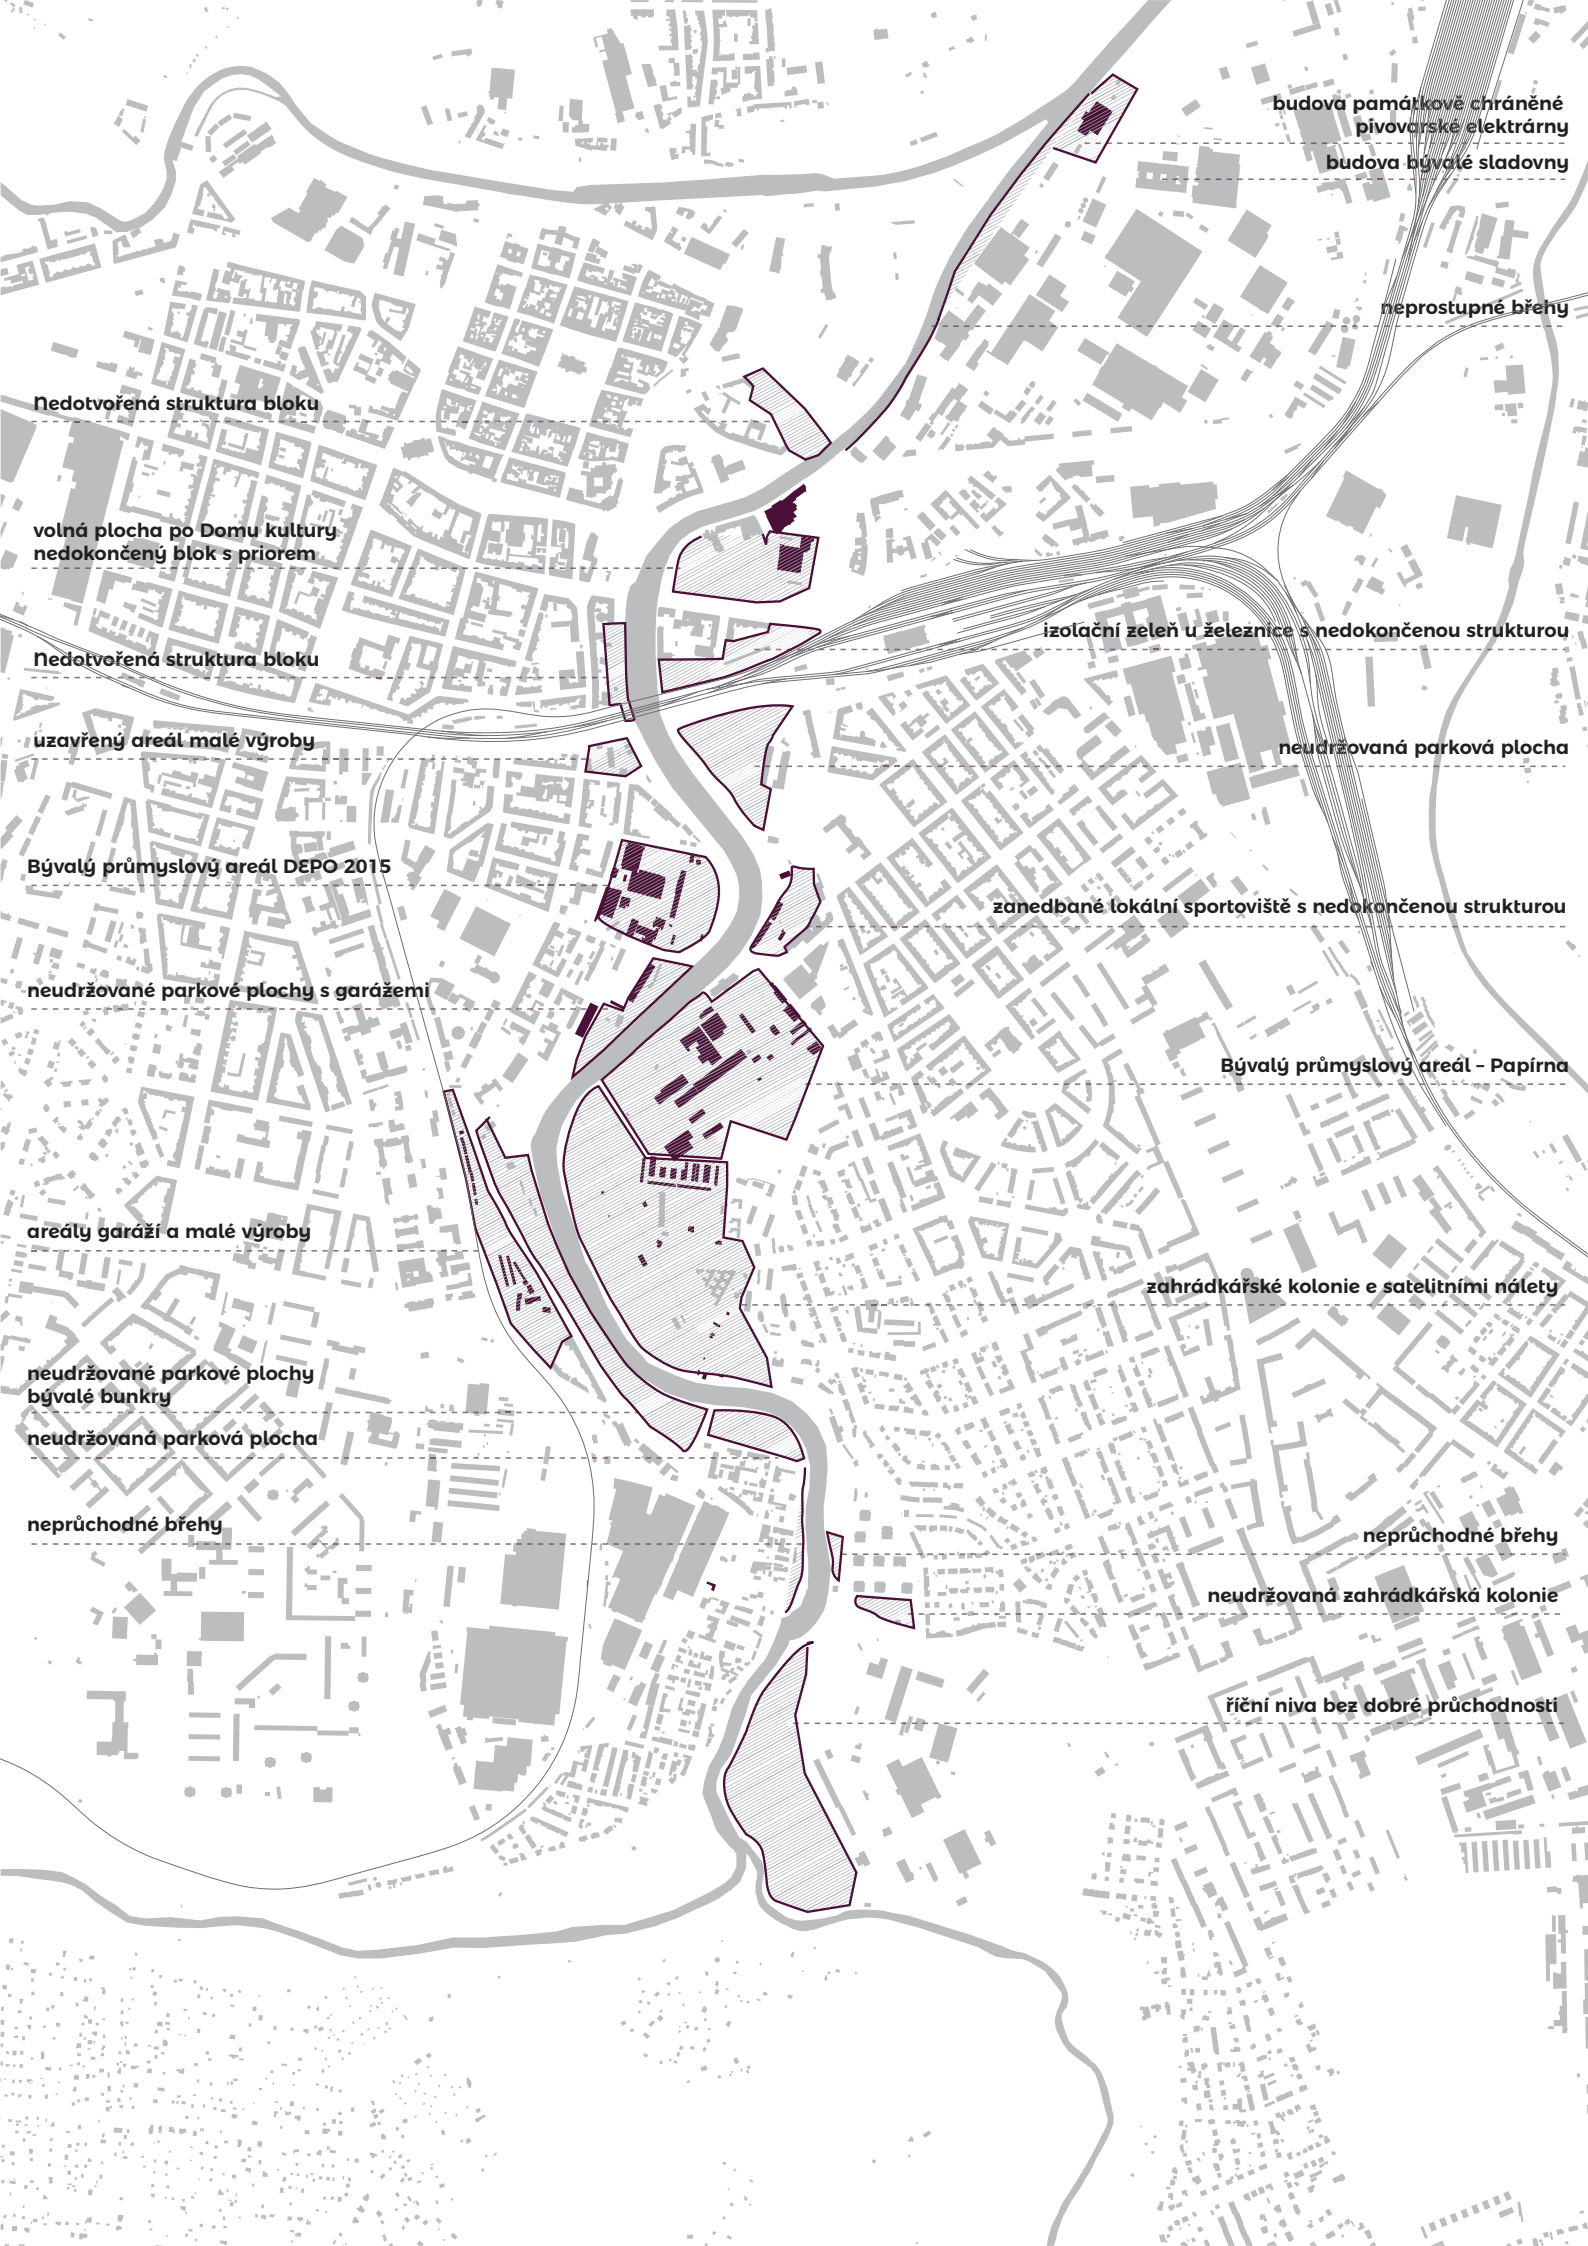 budova památkově chráněné
pivovarské elektrárny
budova bývalé sladovny
neprostupné břehy
Nedotvořená struktura bloku
volná plocha po Domu kultury
nedokončený blok s priorem
izolační zeleň u železnice s nedokončenou strukturou
Nedotvořená struktura bloku
uzavřený areál malé výroby
neudržovaná parková plocha
Bývalý průmyslový areál DEPO 2015
zanedbané lokální sportoviště s nedokončenou strukturou
neudržované parkové plochy s garážemi
Bývalý průmyslový areál – Papírna
areály garáží a malé výroby
zahrádkářské kolonie e satelitními nálety
neudržované parkové plochy
bývalé bunkry
neudržovaná parková plocha
neprůchodné břehy
neprůchodné břehy
neudržovaná zahrádkářská kolonie
říční niva bez dobré průchodnosti